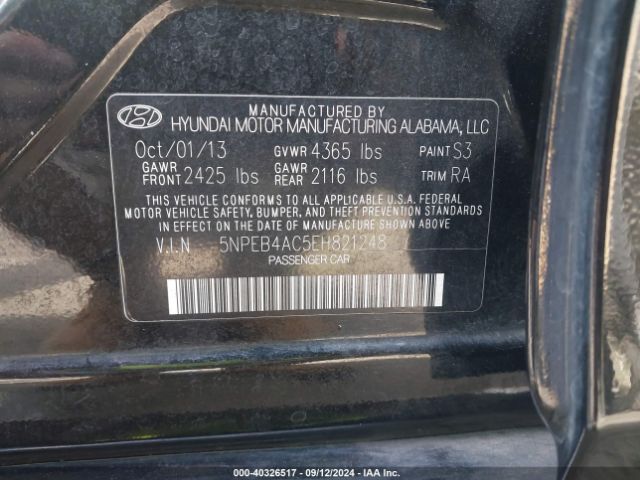 MANUFACTURED BY
HYUNDAI MOTOR MANUFACTURING ALABAMA, LLC
Oct/01/13 GVWR 4365 lbs PAINT S3
GAWR FRONT 2425 lbs GAWR REAR 2116 lbs TRIM RA
THIS VEHICLE CONFORMS TO ALL APPLICABLE U.S.A. FEDERAL
MOTOR VEHICLE SAFETY, BUMPER, AND THEFT PREVENTION
STANDARDS IN EFFECT ON THE DATE OF MANUFACTURE SHOWN ABOVE
V.I.N 5NPEB4AC5EH821248
PASSENGER CAR
000-40326517 - 09/12/2024 - IAA Inc.